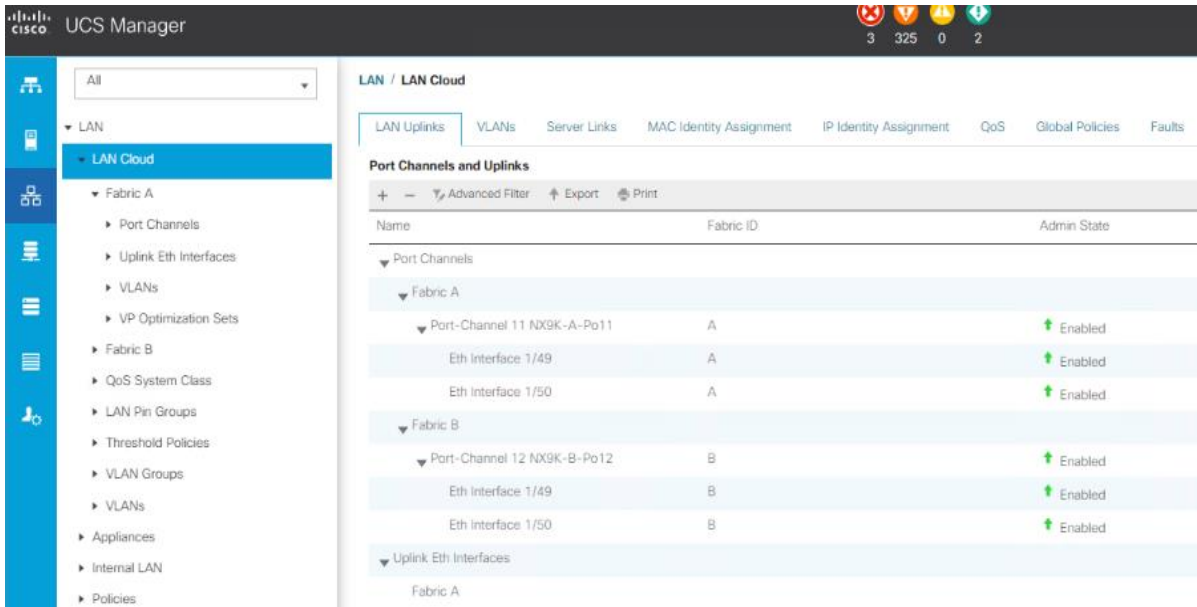 cisco UCS Manager
3 325 0 2
All
LAN
LAN Cloud
Fabric A
Port Channels
Uplink Eth Interfaces
VLANs
VP Optimization Sets
Fabric B
QoS System Class
LAN Pin Groups
Threshold Policies
VLAN Groups
VLANs
Appliances
Internal LAN
Policies
LAN / LAN Cloud
LAN Uplinks VLANs Server Links MAC Identity Assignment IP Identity Assignment QoS Global Policies Faults
Port Channels and Uplinks
+ − Advanced Filter Export Print
Name Fabric ID Admin State
Port Channels
Fabric A
Port-Channel 11 NX9K-A-Po11 A Enabled
Eth Interface 1/49 A Enabled
Eth Interface 1/50 A Enabled
Fabric B
Port-Channel 12 NX9K-B-Po12 B Enabled
Eth Interface 1/49 B Enabled
Eth Interface 1/50 B Enabled
Uplink Eth Interfaces
Fabric A